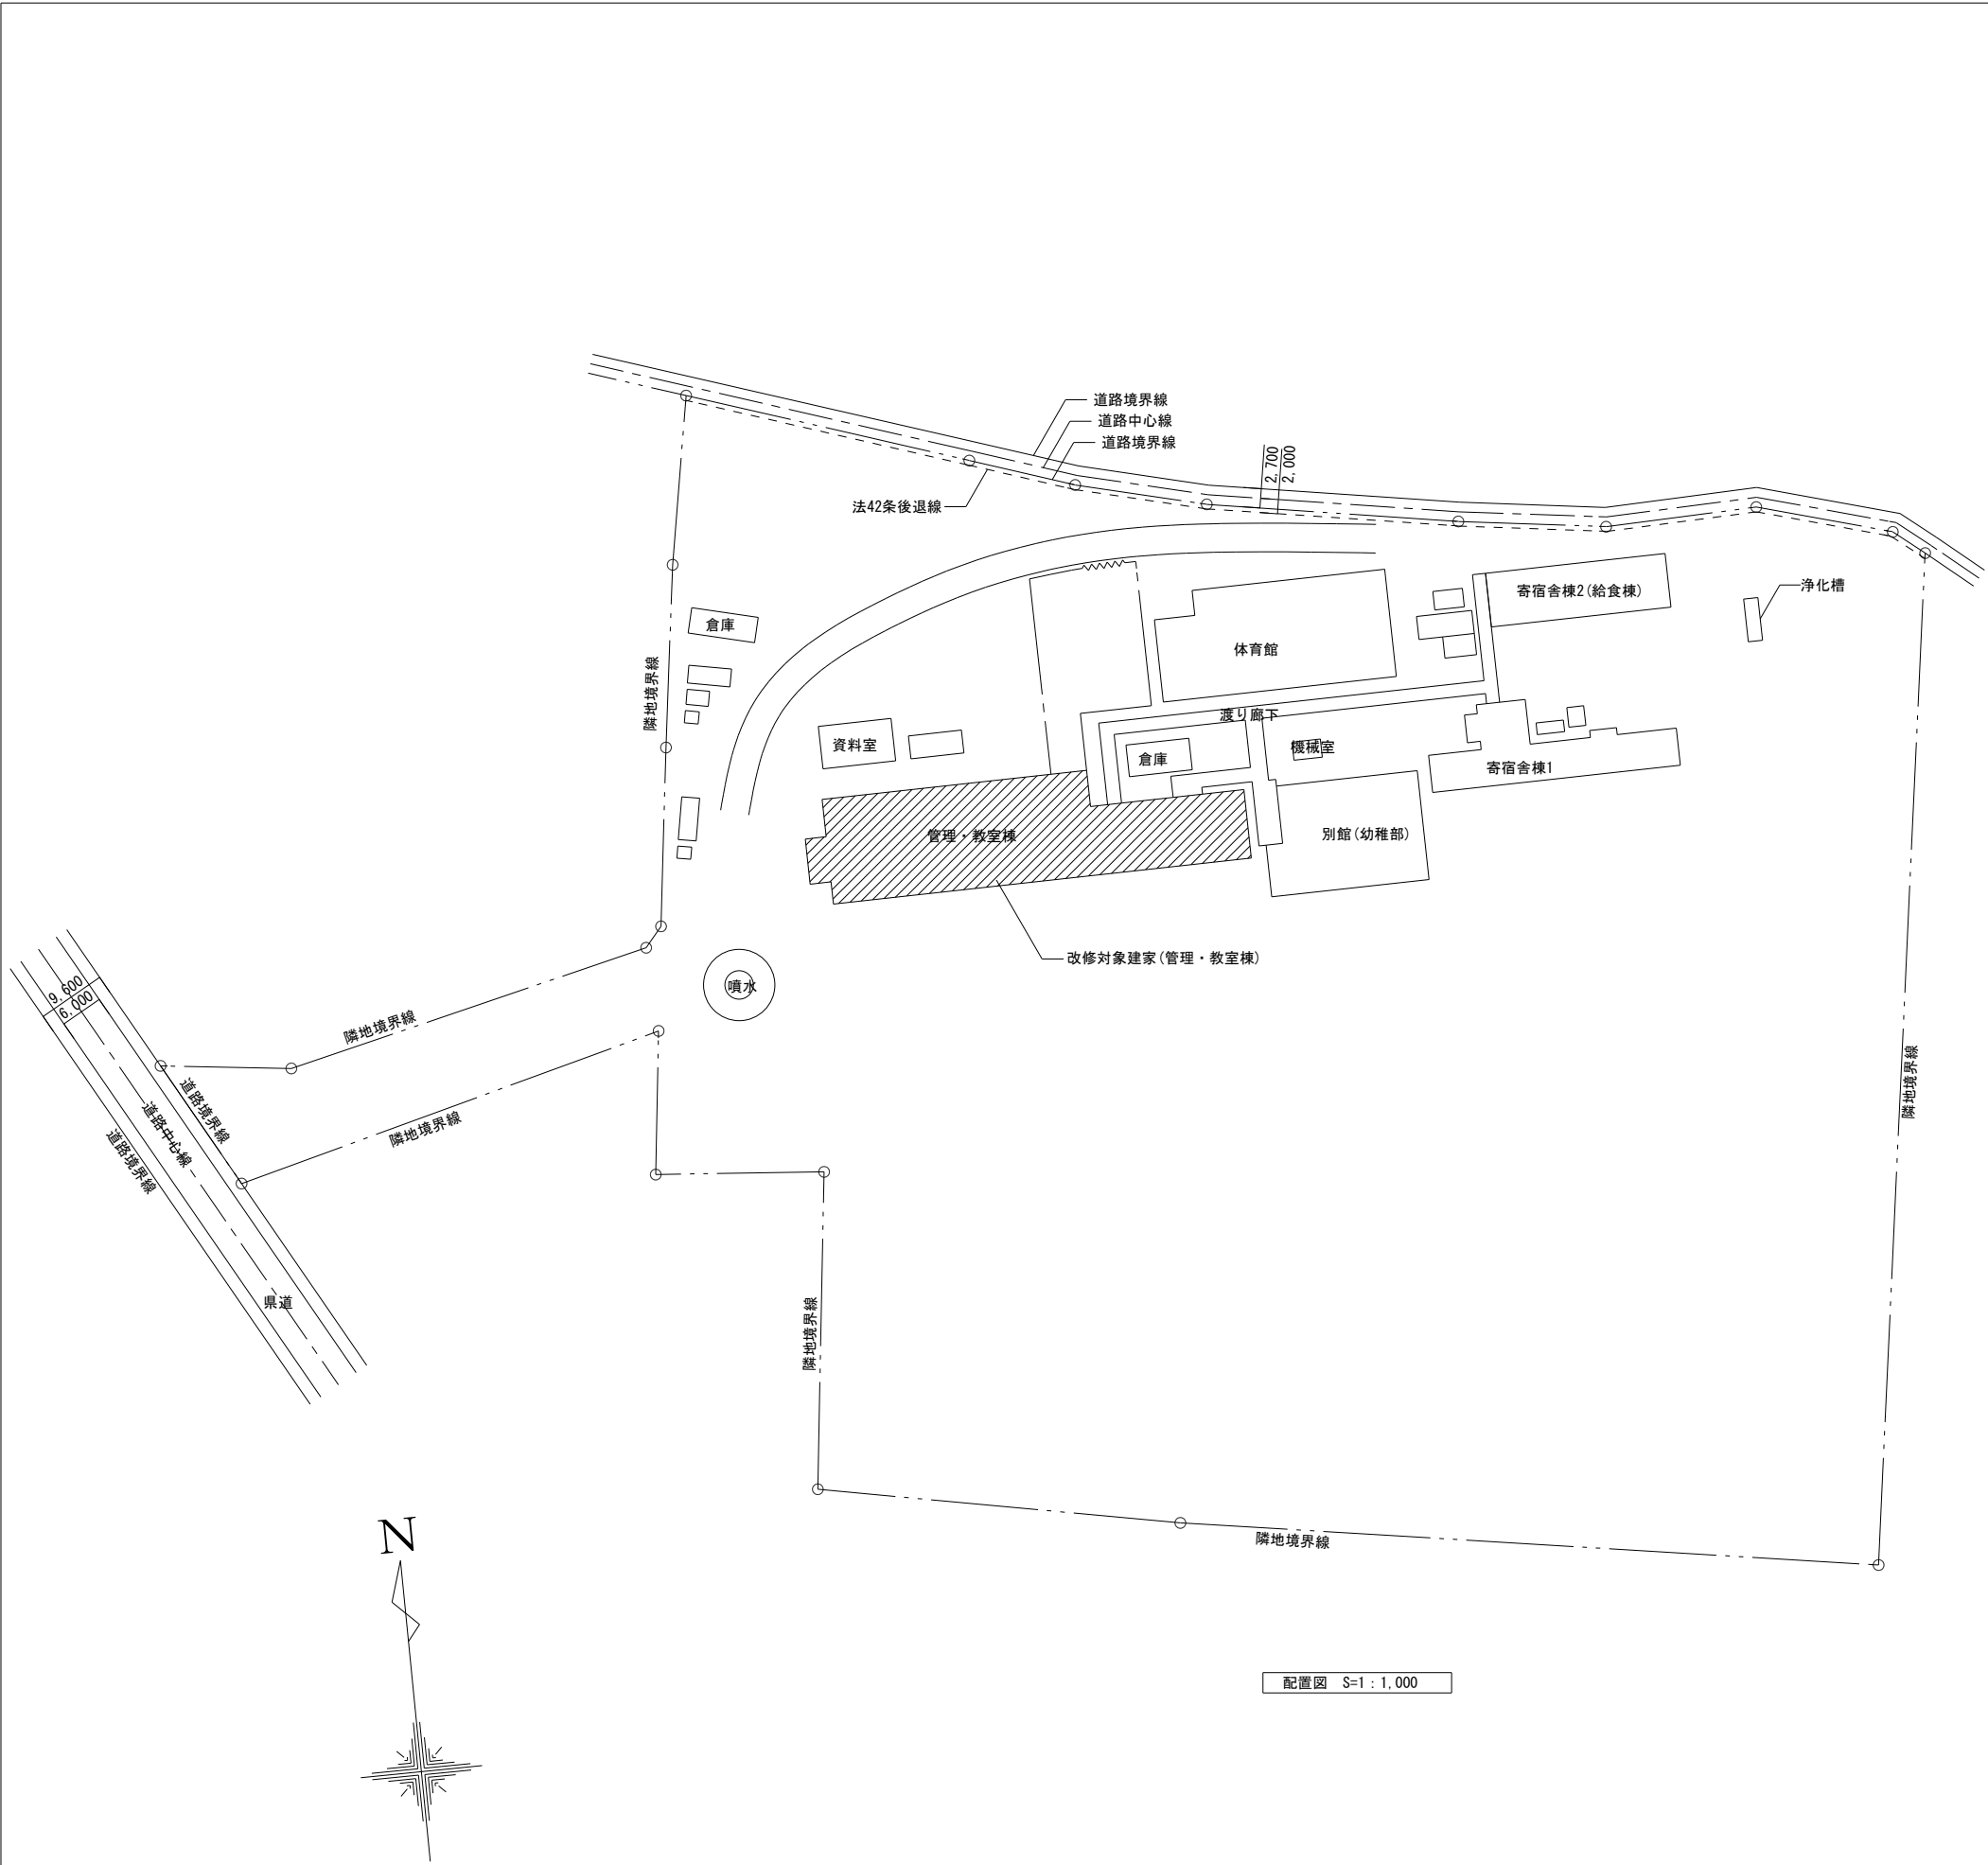 道路境界線
道路中心線
道路境界線
2,700
2,000
法42条後退線
寄宿舎棟2(給食棟)
浄化槽
倉庫
体育館
隣地境界線
渡り廊下
資料室
倉庫
機械室
寄宿舎棟1
管理・教室棟
別館(幼稚部)
改修対象建家(管理・教室棟)
噴水
9,600
6,000
隣地境界線
道路境界線
道路中心線
道路境界線
隣地境界線
隣地境界線
県道
隣地境界線
隣地境界線
N
配置図 S=1:1,000